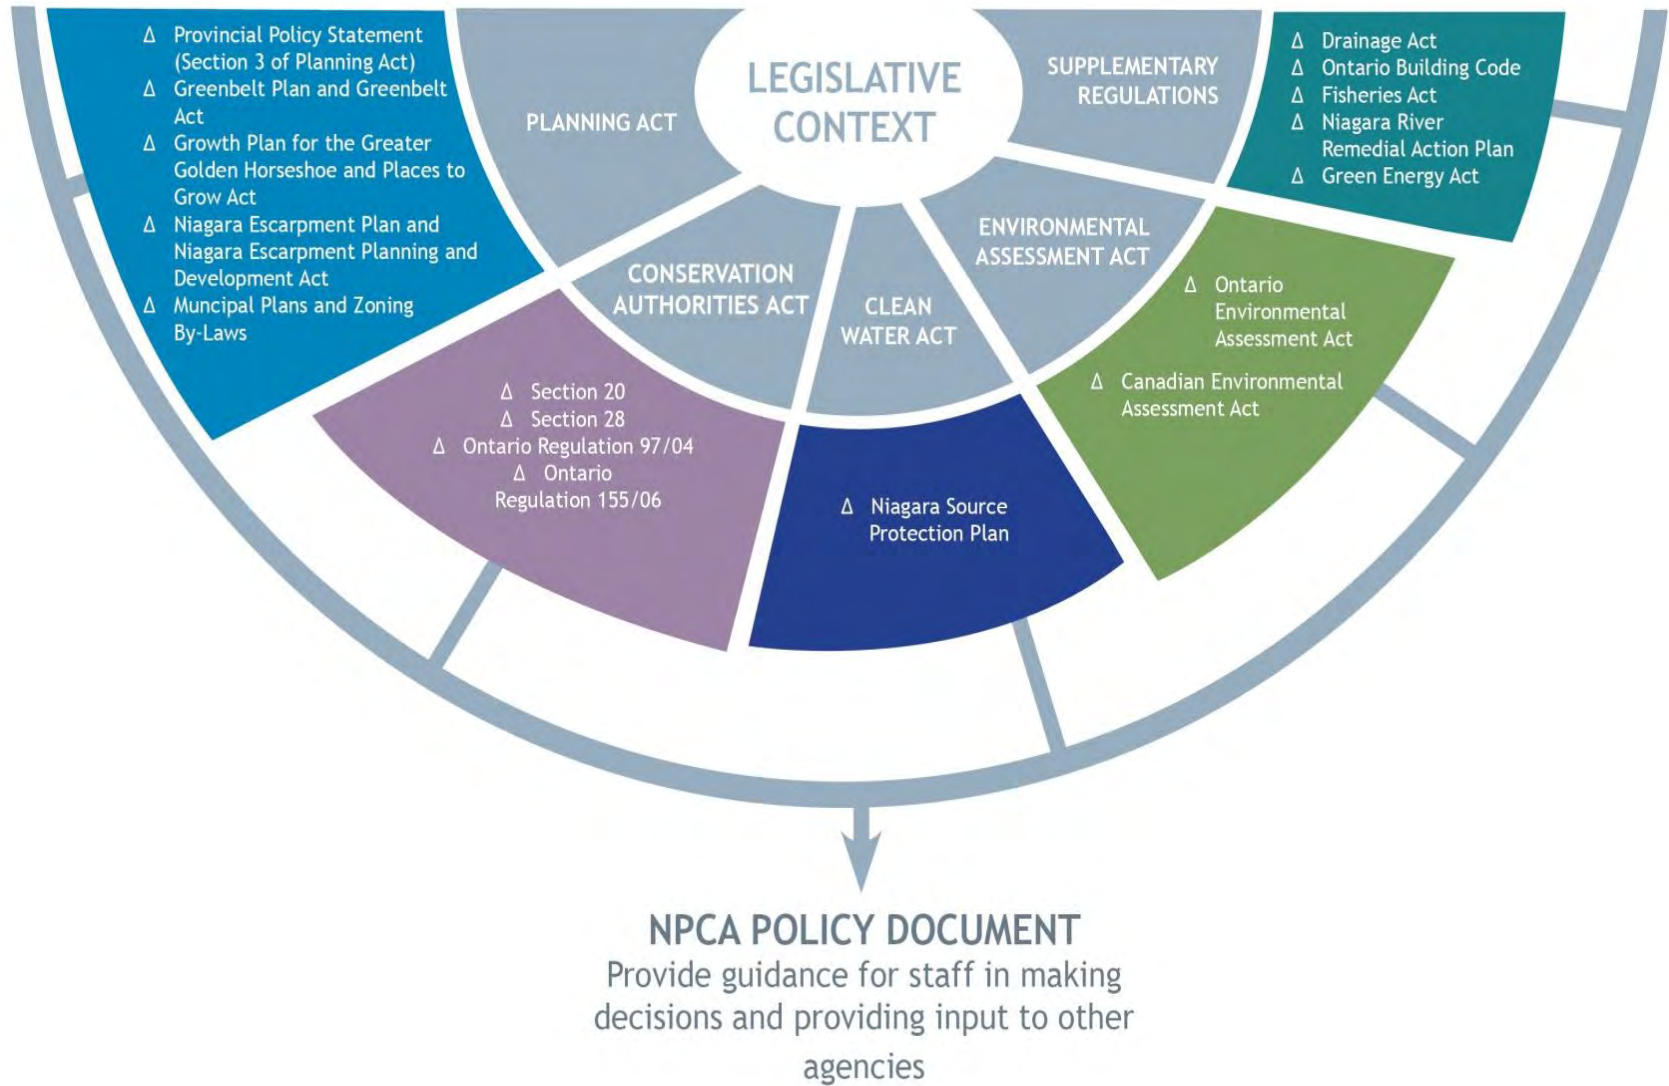 LEGISLATIVE
CONTEXT
PLANNING ACT
Δ Provincial Policy Statement
(Section 3 of Planning Act)
Δ Greenbelt Plan and Greenbelt
Act
Δ Growth Plan for the Greater
Golden Horseshoe and Places to
Grow Act
Δ Niagara Escarpment Plan and
Niagara Escarpment Planning and
Development Act
Δ Muncipal Plans and Zoning
By-Laws
CONSERVATION
AUTHORITIES ACT
Δ Section 20
Δ Section 28
Δ Ontario Regulation 97/04
Δ Ontario
Regulation 155/06
CLEAN
WATER ACT
Δ Niagara Source
Protection Plan
ENVIRONMENTAL
ASSESSMENT ACT
Δ Ontario
Environmental
Assessment Act
Δ Canadian Environmental
Assessment Act
SUPPLEMENTARY
REGULATIONS
Δ Drainage Act
Δ Ontario Building Code
Δ Fisheries Act
Δ Niagara River
Remedial Action Plan
Δ Green Energy Act
NPCA POLICY DOCUMENT
Provide guidance for staff in making
decisions and providing input to other
agencies